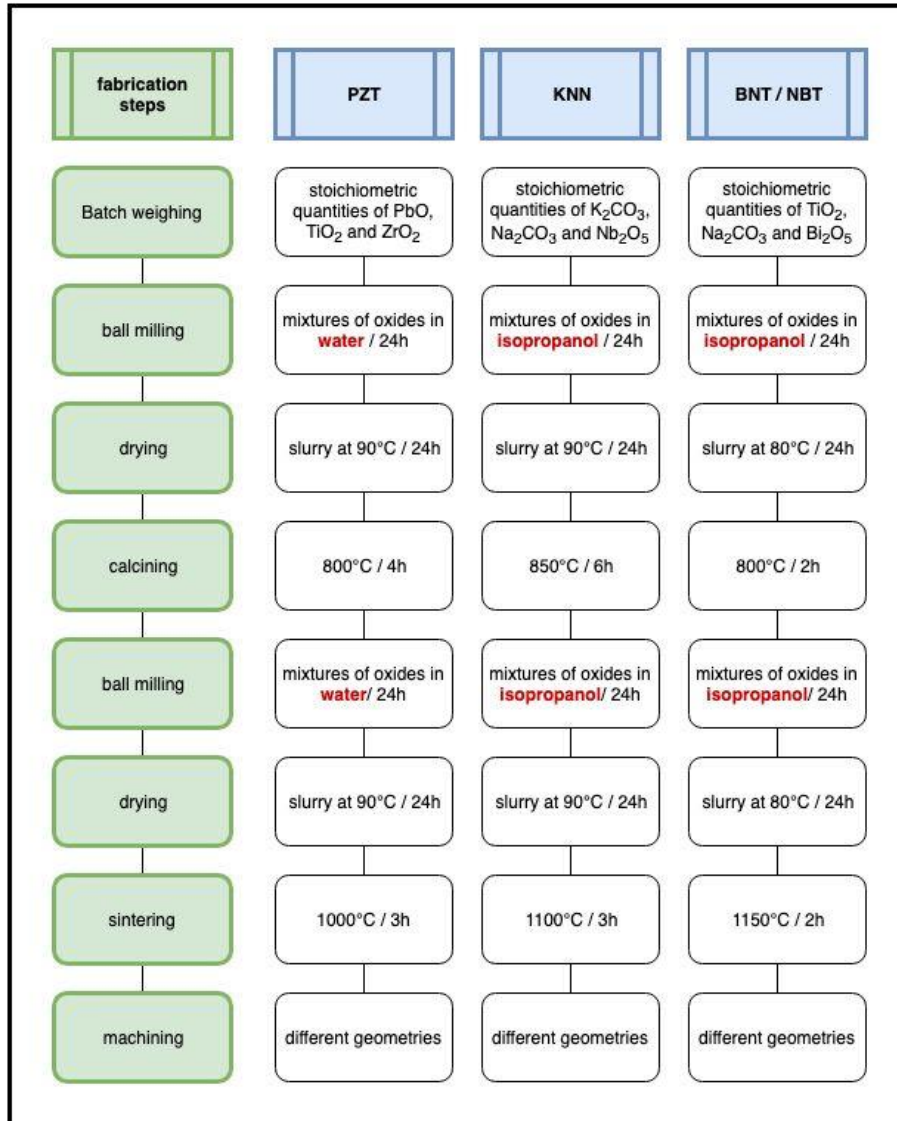 fabrication
steps
PZT
KNN
BNT / NBT
Batch weighing
stoichiometric
quantities of PbO,
TiO₂ and ZrO₂
stoichiometric
quantities of K₂CO₃,
Na₂CO₃ and Nb₂O₅
stoichiometric
quantities of TiO₂,
Na₂CO₃ and Bi₂O₅
ball milling
mixtures of oxides in
water / 24h
mixtures of oxides in
isopropanol / 24h
mixtures of oxides in
isopropanol / 24h
drying
slurry at 90°C / 24h
slurry at 90°C / 24h
slurry at 80°C / 24h
calcining
800°C / 4h
850°C / 6h
800°C / 2h
ball milling
mixtures of oxides in
water/ 24h
mixtures of oxides in
isopropanol/ 24h
mixtures of oxides in
isopropanol/ 24h
drying
slurry at 90°C / 24h
slurry at 90°C / 24h
slurry at 80°C / 24h
sintering
1000°C / 3h
1100°C / 3h
1150°C / 2h
machining
different geometries
different geometries
different geometries